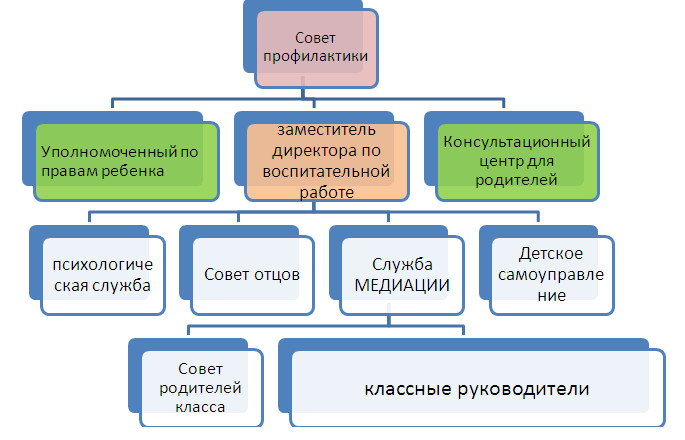 Совет
профилактики
Уполномоченный по
правам ребенка
заместитель
директора по
воспитательной
работе
Консультационный
центр для
родителей
психологиче
ская служба
Совет отцов
Служба
МЕДИАЦИИ
Детское
самоуправле
ние
Совет
родителей
класса
классные руководители